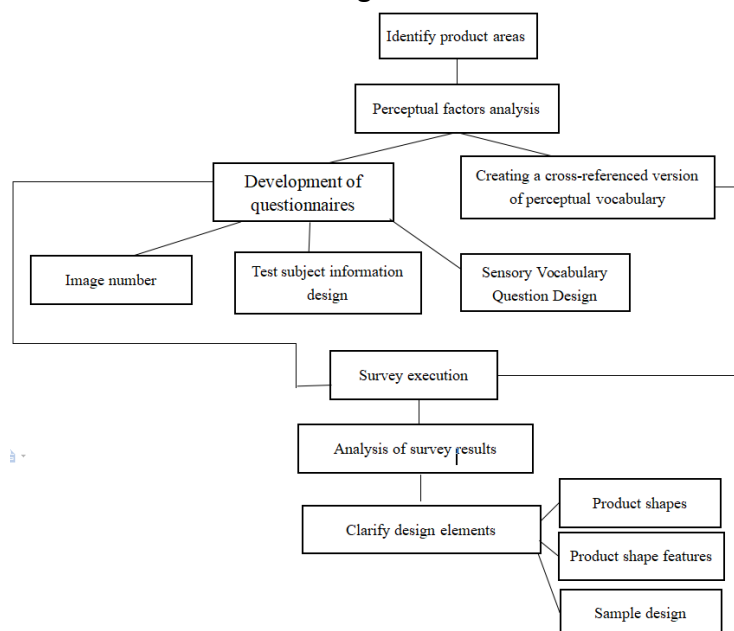 Identify product areas
Perceptual factors analysis
Development of
questionnaires
Creating a cross-referenced version
of perceptual vocabulary
Image number
Test subject information
design
Sensory Vocabulary
Question Design
Survey execution
Analysis of survey results
Clarify design elements
Product shapes
Product shape features
Sample design